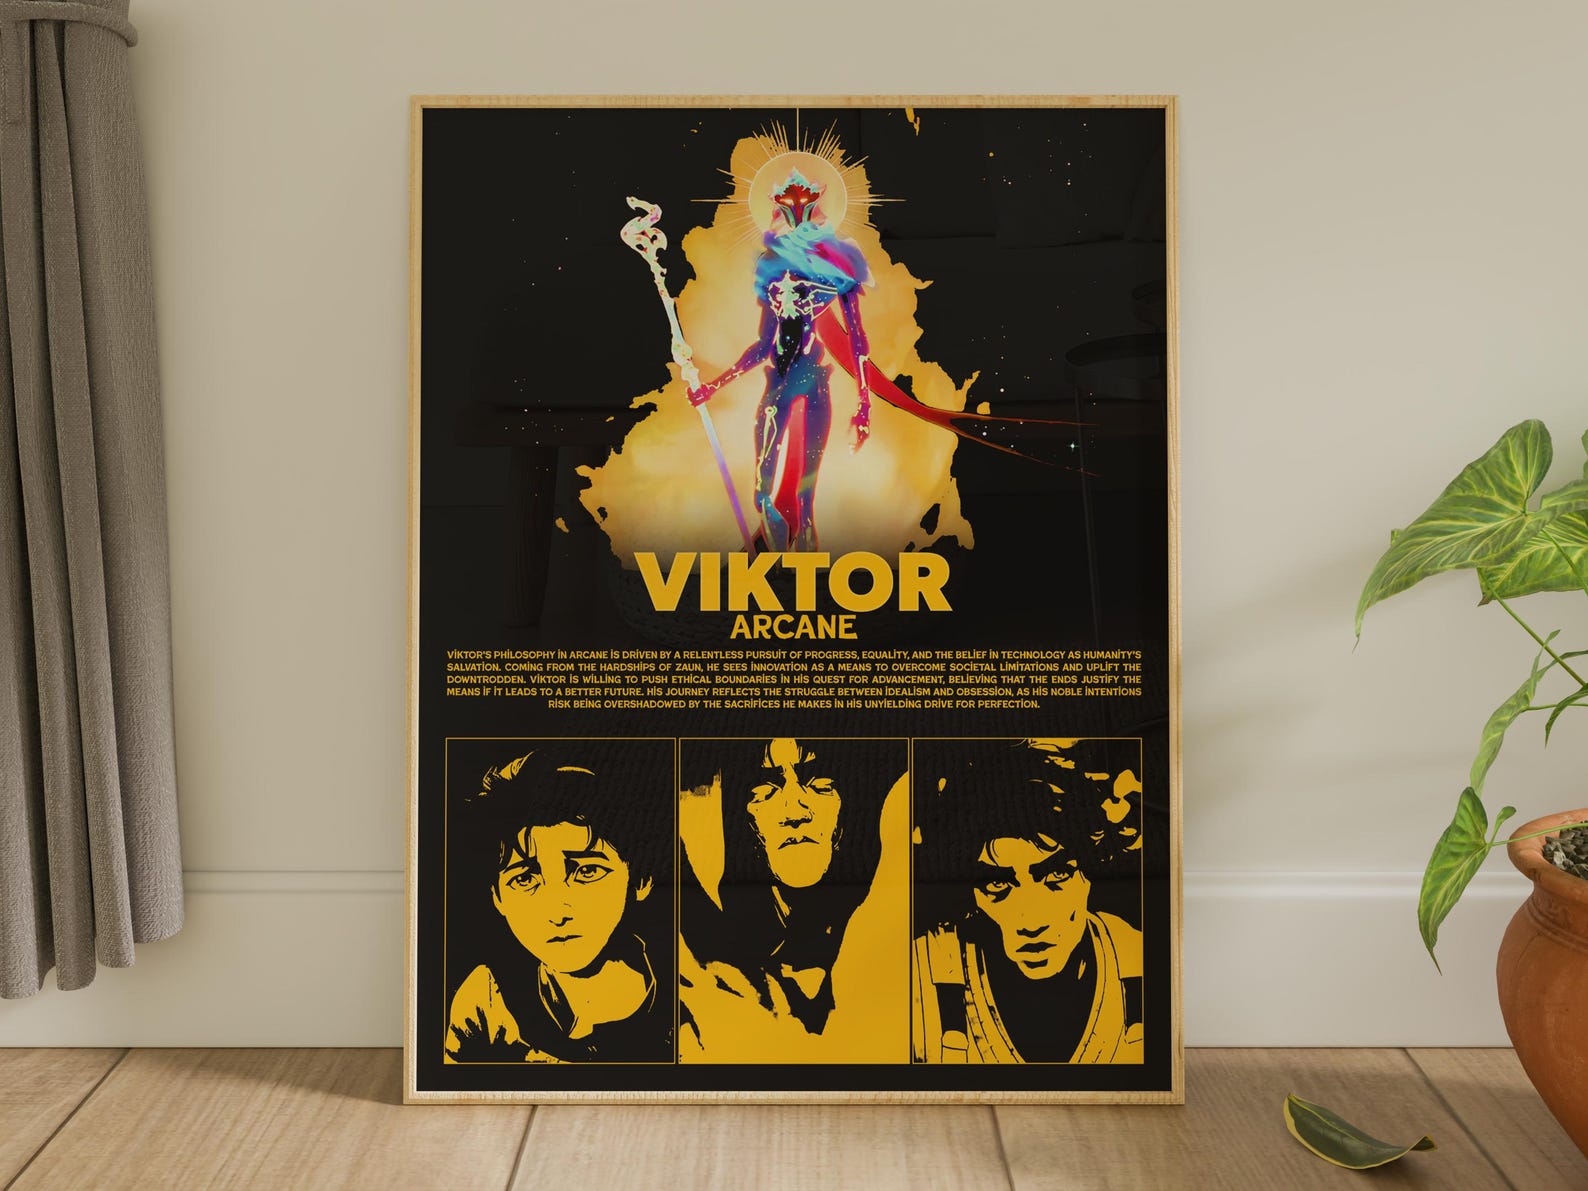 VIKTOR
ARCANE
VIKTOR'S PHILOSOPHY IN ARCANE IS DRIVEN BY A RELENTLESS PURSUIT OF PROGRESS, EQUALITY, AND THE BELIEF IN TECHNOLOGY AS HUMANITY'S
SALVATION. COMING FROM THE HARDSHIPS OF ZAUN, HE SEES INNOVATION AS A MEANS TO OVERCOME SOCIETAL LIMITATIONS AND UPLIFT THE
DOWNTRODDEN. VIKTOR IS WILLING TO PUSH ETHICAL BOUNDARIES IN HIS QUEST FOR ADVANCEMENT, BELIEVING THAT THE ENDS JUSTIFY THE
MEANS IF IT LEADS TO A BETTER FUTURE. HIS JOURNEY REFLECTS THE STRUGGLE BETWEEN IDEALISM AND OBSESSION, AS HIS NOBLE INTENTIONS
RISK BEING OVERSHADOWED BY THE SACRIFICES HE MAKES IN HIS UNYIELDING DRIVE FOR PERFECTION.